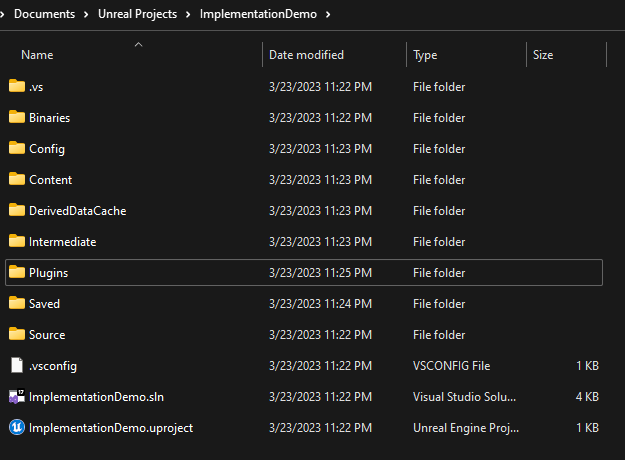 Documents > Unreal Projects > ImplementationDemo >
Name Date modified Type Size
.vs 3/23/2023 11:22 PM File folder
Binaries 3/23/2023 11:22 PM File folder
Config 3/23/2023 11:23 PM File folder
Content 3/23/2023 11:23 PM File folder
DerivedDataCache 3/23/2023 11:23 PM File folder
Intermediate 3/23/2023 11:23 PM File folder
Plugins 3/23/2023 11:25 PM File folder
Saved 3/23/2023 11:24 PM File folder
Source 3/23/2023 11:22 PM File folder
.vsconfig 3/23/2023 11:22 PM VSCONFIG File 1 KB
17 ImplementationDemo.sln 3/23/2023 11:22 PM Visual Studio Solu... 4 KB
ImplementationDemo.uproject 3/23/2023 11:22 PM Unreal Engine Proj... 1 KB